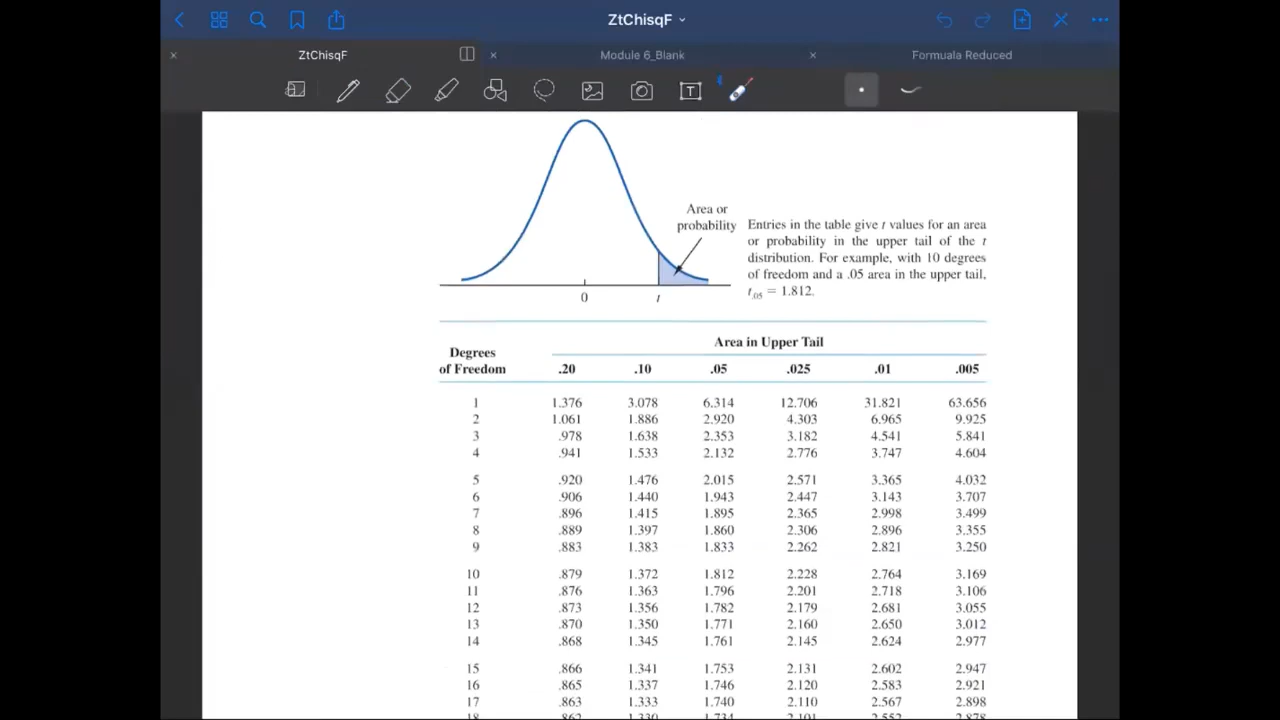 ZtChisqF
ZtChisqF
Module 6_Blank
Formuala Reduced
Area or
probability
Entries in the table give t values for an area
or probability in the upper tail of the t
distribution. For example, with 10 degrees
of freedom and a .05 area in the upper tail,
t.05 = 1.812.
0
t
Area in Upper Tail
Degrees
of Freedom .20 .10 .05 .025 .01 .005
1 1.376 3.078 6.314 12.706 31.821 63.656
2 1.061 1.886 2.920 4.303 6.965 9.925
3 .978 1.638 2.353 3.182 4.541 5.841
4 .941 1.533 2.132 2.776 3.747 4.604
5 .920 1.476 2.015 2.571 3.365 4.032
6 .906 1.440 1.943 2.447 3.143 3.707
7 .896 1.415 1.895 2.365 2.998 3.499
8 .889 1.397 1.860 2.306 2.896 3.355
9 .883 1.383 1.833 2.262 2.821 3.250
10 .879 1.372 1.812 2.228 2.764 3.169
11 .876 1.363 1.796 2.201 2.718 3.106
12 .873 1.356 1.782 2.179 2.681 3.055
13 .870 1.350 1.771 2.160 2.650 3.012
14 .868 1.345 1.761 2.145 2.624 2.977
15 .866 1.341 1.753 2.131 2.602 2.947
16 .865 1.337 1.746 2.120 2.583 2.921
17 .863 1.333 1.740 2.110 2.567 2.898
18 .862 1.330 1.734 2.101 2.552 2.878